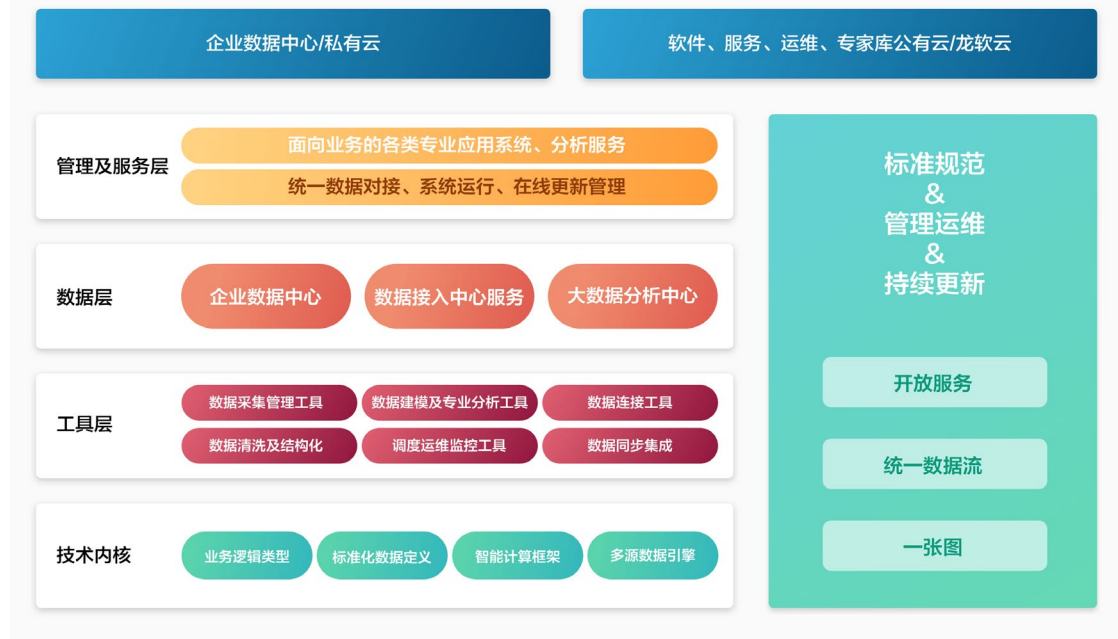 企业数据中心/私有云
软件、服务、运维、专家库公有云/龙软云
管理及服务层
面向业务的各类专业应用系统、分析服务
统一数据对接、系统运行、在线更新管理
数据层
企业数据中心
数据接入中心服务
大数据分析中心
工具层
数据采集管理工具
数据建模及专业分析工具
数据连接工具
数据清洗及结构化
调度运维监控工具
数据同步集成
技术内核
业务逻辑类型
标准化数据定义
智能计算框架
多源数据引擎
标准规范
&
管理运维
&
持续更新
开放服务
统一数据流
一张图